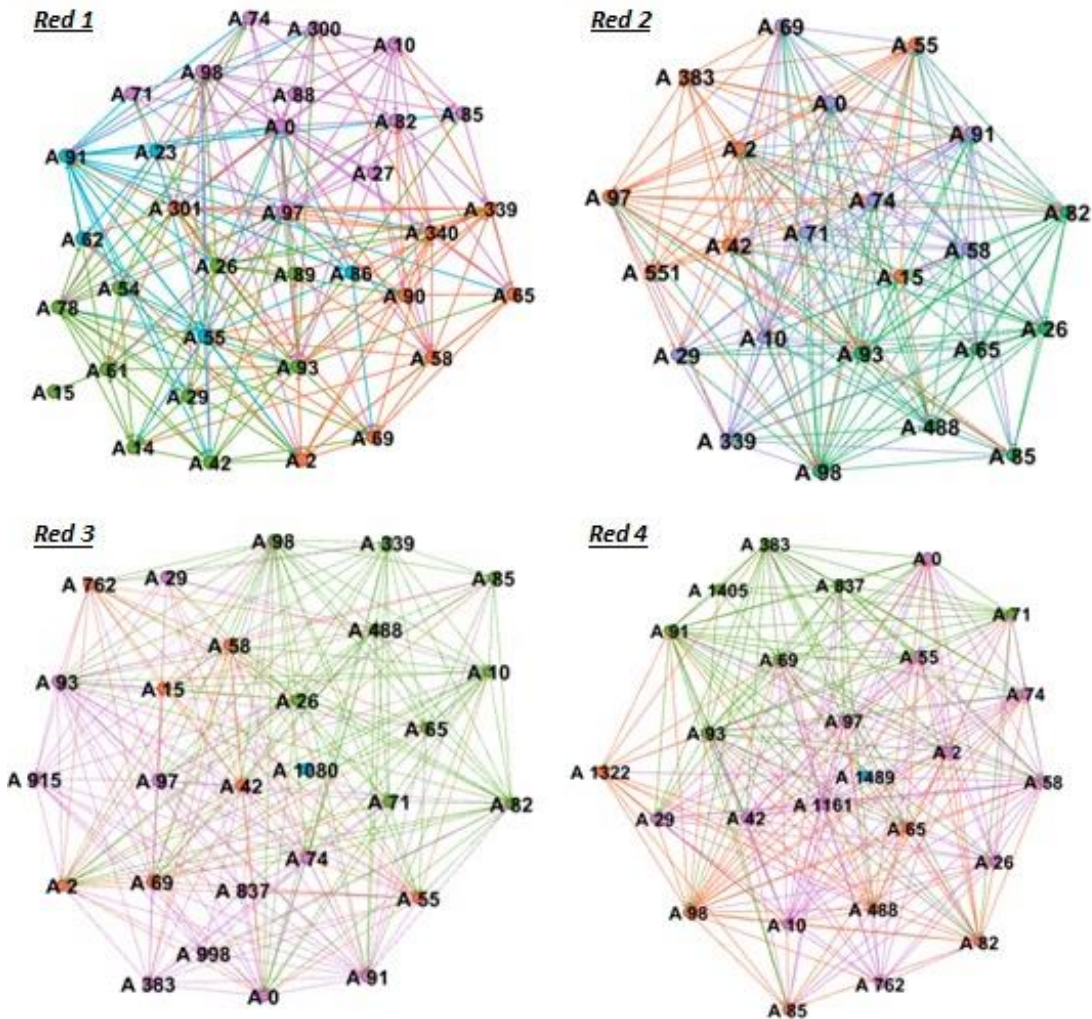 Red 1
A 74
A 300
A 10
A 98
A 71
A 88
A 0
A 82
A 85
A 91
A 23
A 27
A 301
A 97
A 339
A 62
A 340
A 26
A 89
A 86
A 54
A 90
A 65
A 78
A 55
A 58
A 61
A 93
A 15
A 29
A 14
A 42
A 2
A 69
Red 2
A 69
A 55
A 383
A 0
A 91
A 2
A 97
A 74
A 82
A 71
A 42
A 58
A 551
A 15
A 26
A 10
A 29
A 93
A 65
A 339
A 488
A 98
A 85
Red 3
A 98
A 339
A 762
A 29
A 85
A 488
A 58
A 93
A 15
A 26
A 10
A 65
A 915
A 97
A 42
A 1080
A 71
A 82
A 74
A 2
A 69
A 837
A 55
A 998
A 383
A 0
A 91
Red 4
A 383
A 0
A 1405
A 837
A 71
A 91
A 69
A 55
A 74
A 97
A 93
A 2
A 1322
A 1489
A 58
A 29
A 42
A 1161
A 65
A 26
A 98
A 10
A 488
A 82
A 762
A 85